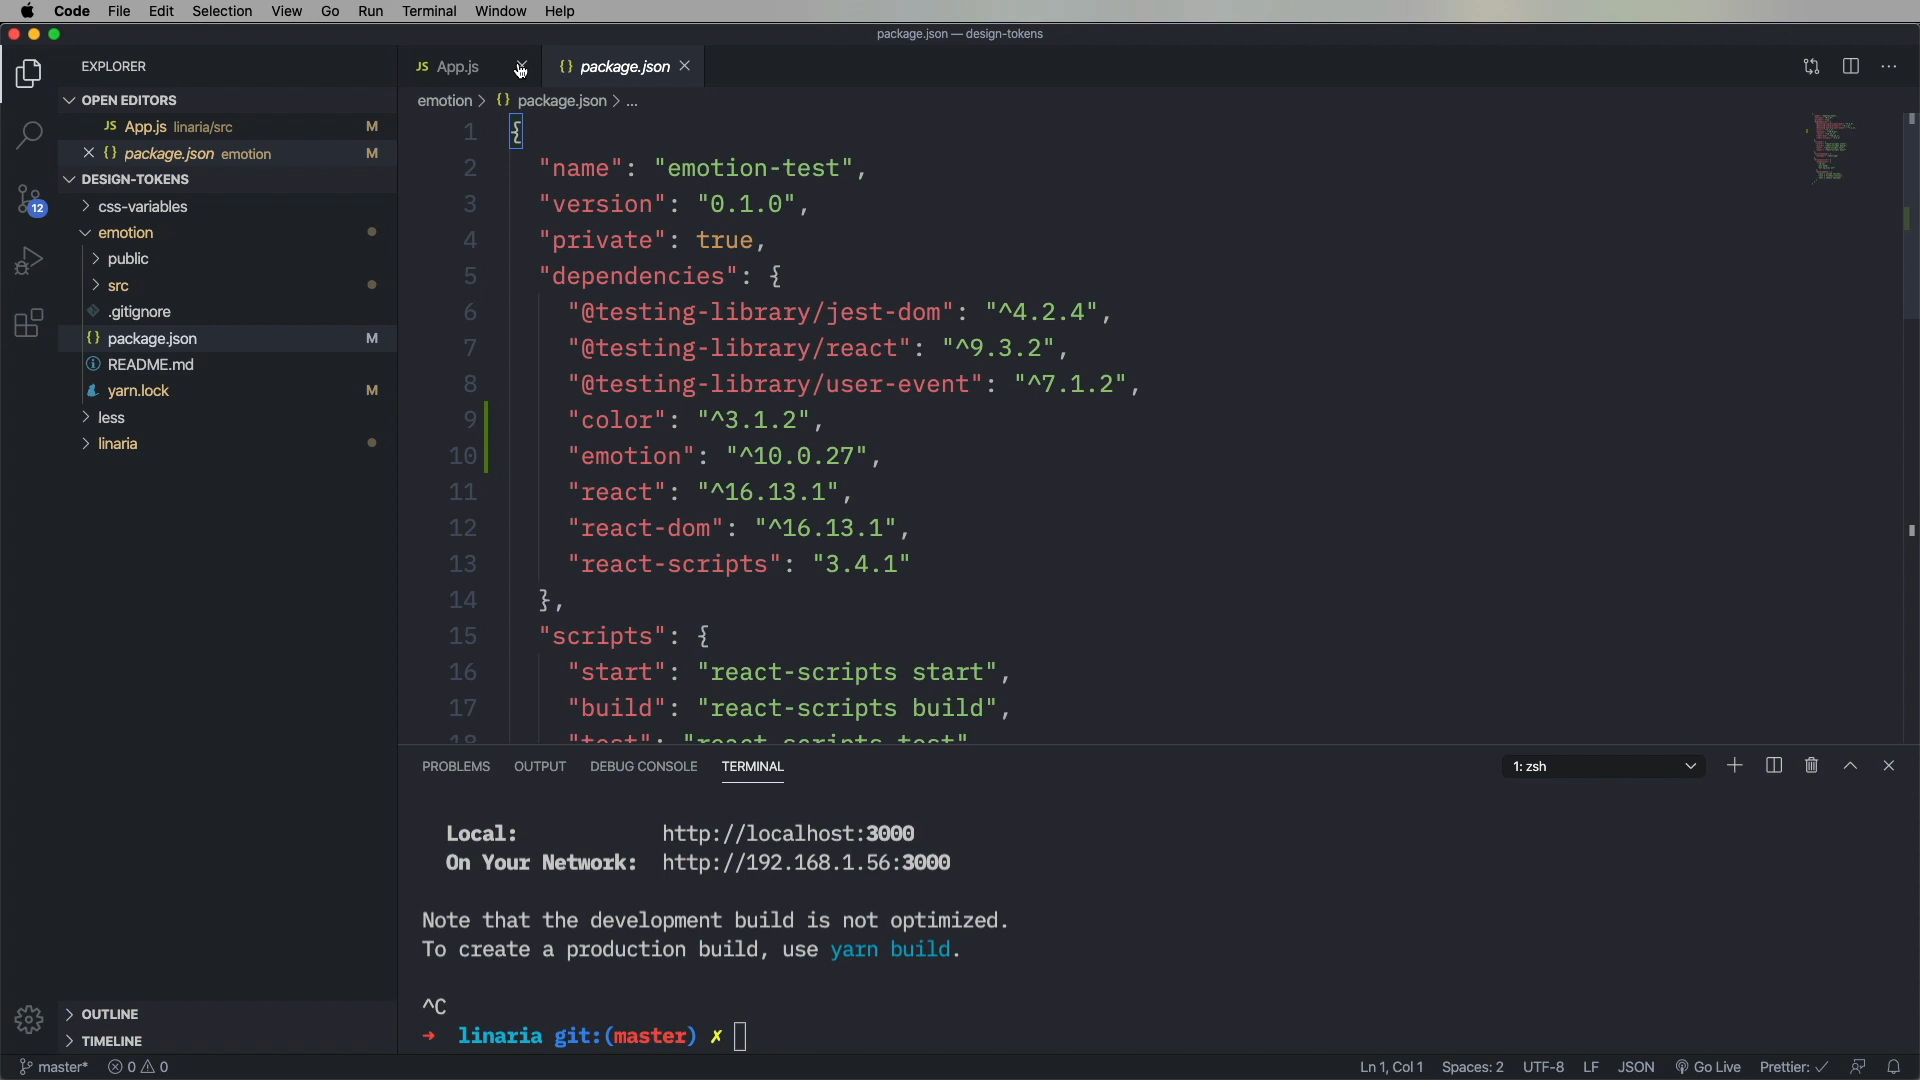 Code File Edit Selection View Go Run Terminal Window Help
package.json — design-tokens
EXPLORER
OPEN EDITORS
JS App.js linaria/src M
{} package.json emotion M
DESIGN-TOKENS
css-variables
emotion
public
src
.gitignore
{} package.json M
README.md
yarn.lock M
less
linaria
12
OUTLINE
TIMELINE
JS App.js
{} package.json
emotion > {} package.json > ...
1 {
2 "name": "emotion-test",
3 "version": "0.1.0",
4 "private": true,
5 "dependencies": {
6 "@testing-library/jest-dom": "^4.2.4",
7 "@testing-library/react": "^9.3.2",
8 "@testing-library/user-event": "^7.1.2",
9 "color": "^3.1.2",
10 "emotion": "^10.0.27",
11 "react": "^16.13.1",
12 "react-dom": "^16.13.1",
13 "react-scripts": "3.4.1"
14 },
15 "scripts": {
16 "start": "react-scripts start",
17 "build": "react-scripts build",
18 "test": "react-scripts test"
PROBLEMS OUTPUT DEBUG CONSOLE TERMINAL
1: zsh
Local: http://localhost:3000
On Your Network: http://192.168.1.56:3000
Note that the development build is not optimized.
To create a production build, use yarn build.
^C
→ linaria git:(master) ✗
master* 0 0
Ln 1, Col 1 Spaces: 2 UTF-8 LF JSON Go Live Prettier: ✓